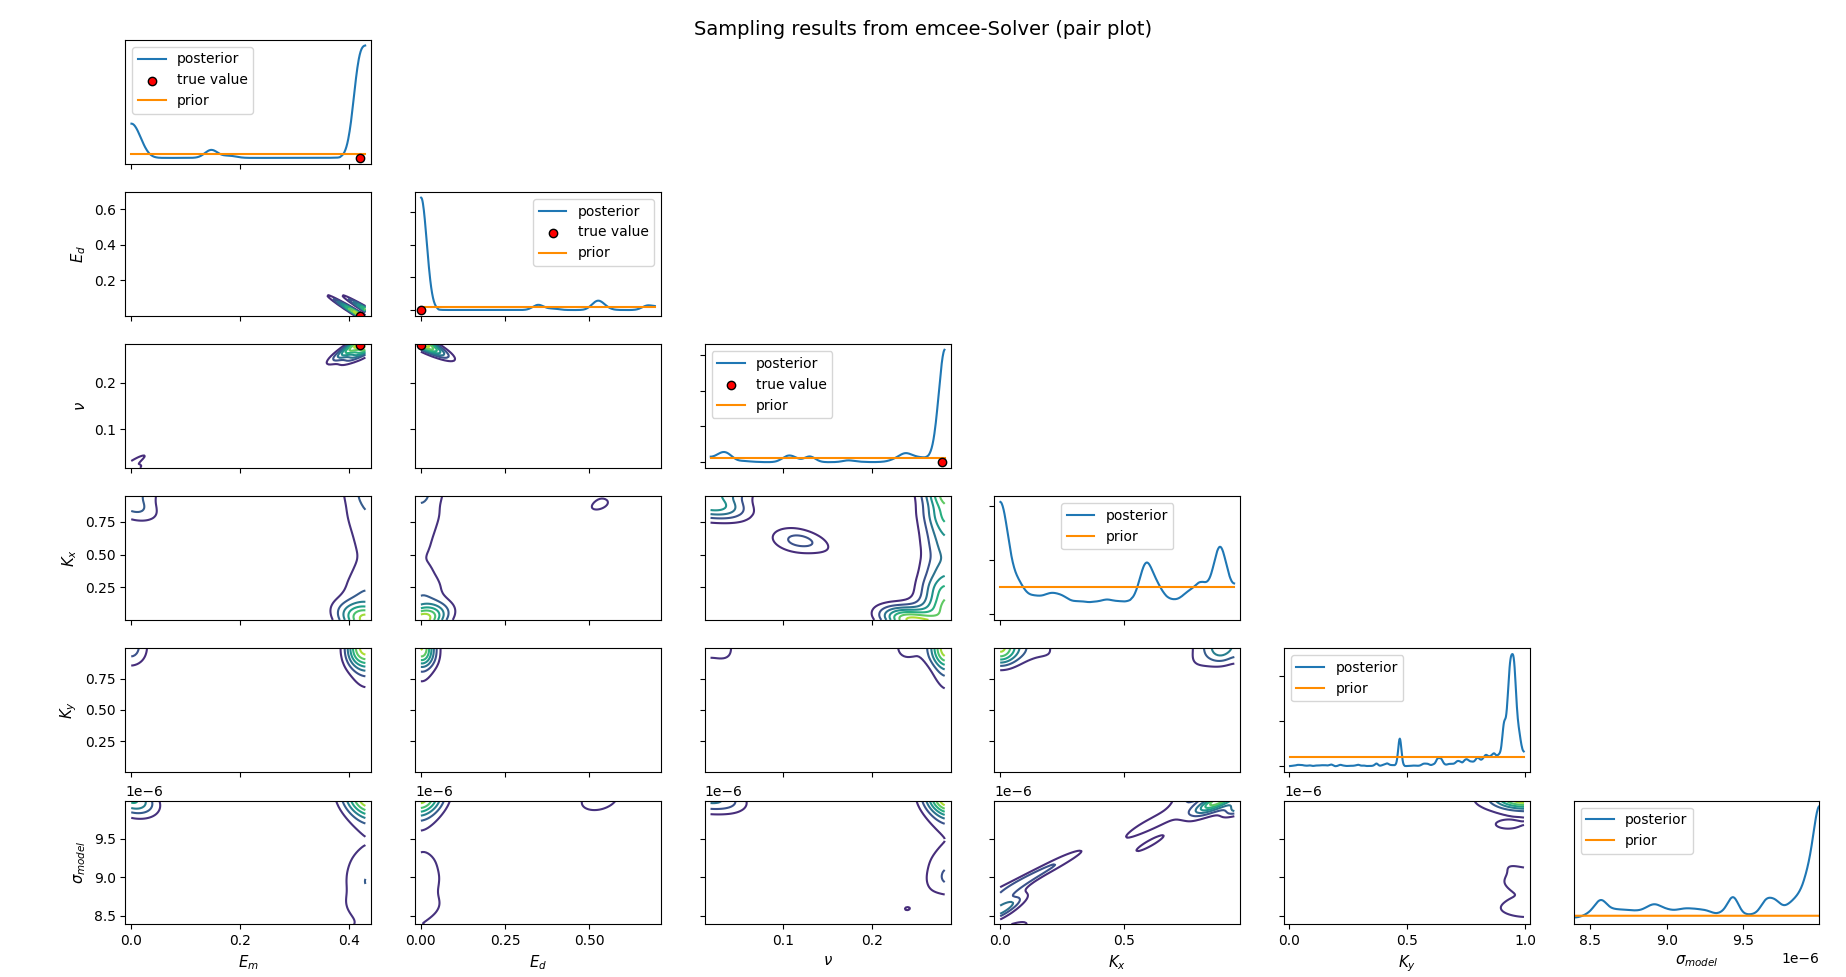 Sampling results from emcee-Solver (pair plot)
posterior
true value
prior
0.6
0.4
0.2
E_d
posterior
true value
prior
0.2
0.1
ν
posterior
true value
prior
0.75
0.50
0.25
K_x
posterior
prior
0.75
0.50
0.25
K_y
posterior
prior
1e−6
1e−6
1e−6
1e−6
1e−6
9.5
9.0
8.5
σ_model
posterior
prior
0.0 0.2 0.4
0.00 0.25 0.50
0.1 0.2
0.5
0.0 0.5 1.0
8.5 9.0 9.5
1e−6
E_m
E_d
ν
K_x
K_y
σ_model